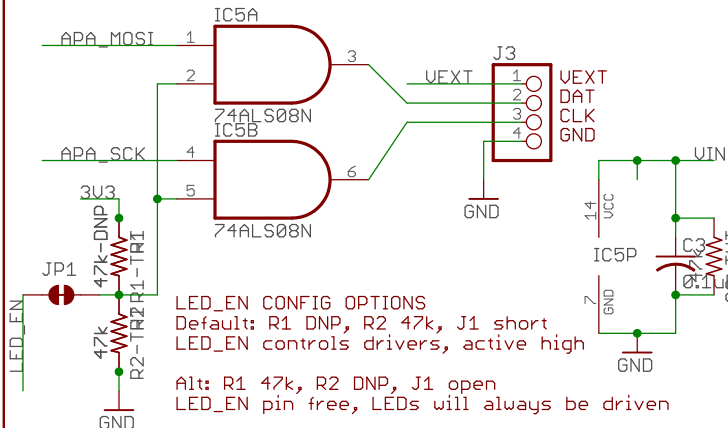 IC5A
APA_MOSI
1
2
3
74ALS08N
IC5B
APA_SCK
4
5
6
74ALS08N
J3
VEXT
1
2
3
4
VEXT
DAT
CLK
GND
GND
VIN
14
VCC
IC5P
7
GND
C3
0.1u
GND
3V3
47k-DNP
R1-TR1
JP1
LED_EN
47k
GND
LED_EN CONFIG OPTIONS
Default: R1 DNP, R2 47k, J1 short
LED_EN controls drivers, active high
Alt: R1 47k, R2 DNP, J1 open
LED_EN pin free, LEDs will always be driven